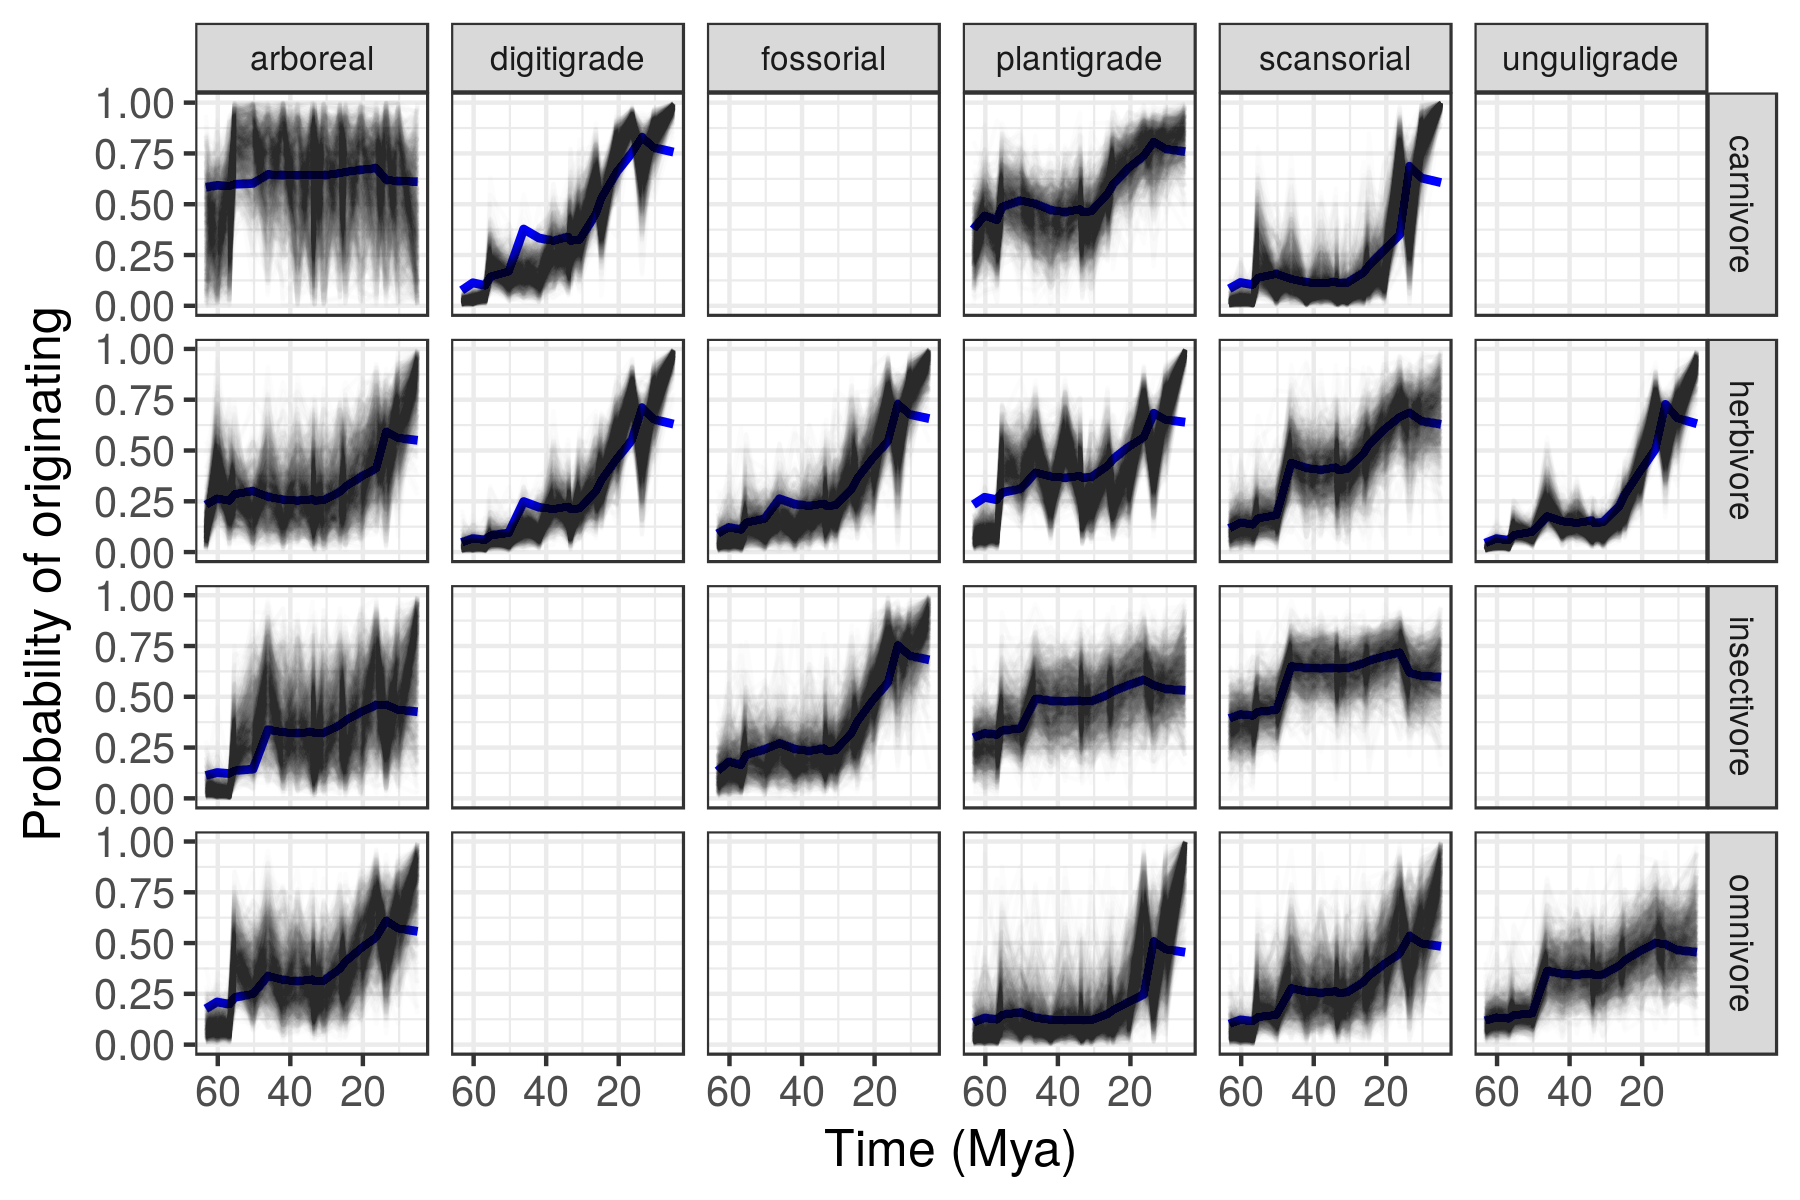 arboreal digitigrade fossorial plantigrade scansorial unguligrade
1.00
0.75
0.50
0.25
0.00
carnivore
1.00
0.75
0.50
0.25
0.00
herbivore
1.00
0.75
0.50
0.25
0.00
insectivore
1.00
0.75
0.50
0.25
0.00
omnivore
Probability of originating
60 40 20 60 40 20 60 40 20 60 40 20 60 40 20 60 40 20
Time (Mya)